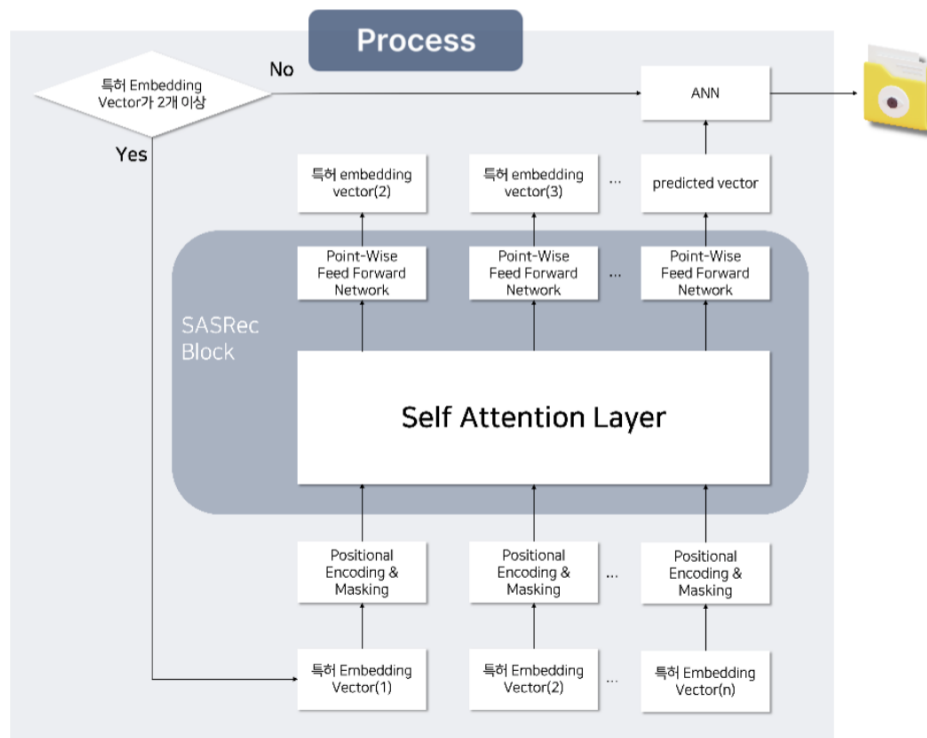 Process
특허 Embedding
Vector가 2개 이상
No
Yes
ANN
특허 embedding
vector(2)
특허 embedding
vector(3)
...
predicted vector
Point-Wise
Feed Forward
Network
Point-Wise
Feed Forward
Network
...
Point-Wise
Feed Forward
Network
SASRec
Block
Self Attention Layer
Positional
Encoding &
Masking
Positional
Encoding &
Masking
...
Positional
Encoding &
Masking
특허 Embedding
Vector(1)
특허 Embedding
Vector(2)
...
특허 Embedding
Vector(n)